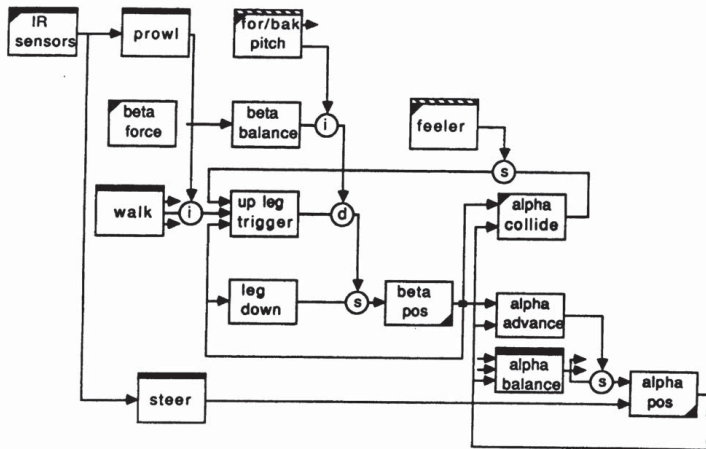 IR
sensors
prowl
for/bak
pitch
beta
force
beta
balance
i
feeler
s
walk
i
up leg
trigger
d
alpha
collide
leg
down
s
beta
pos
alpha
advance
alpha
balance
s
alpha
pos
steer